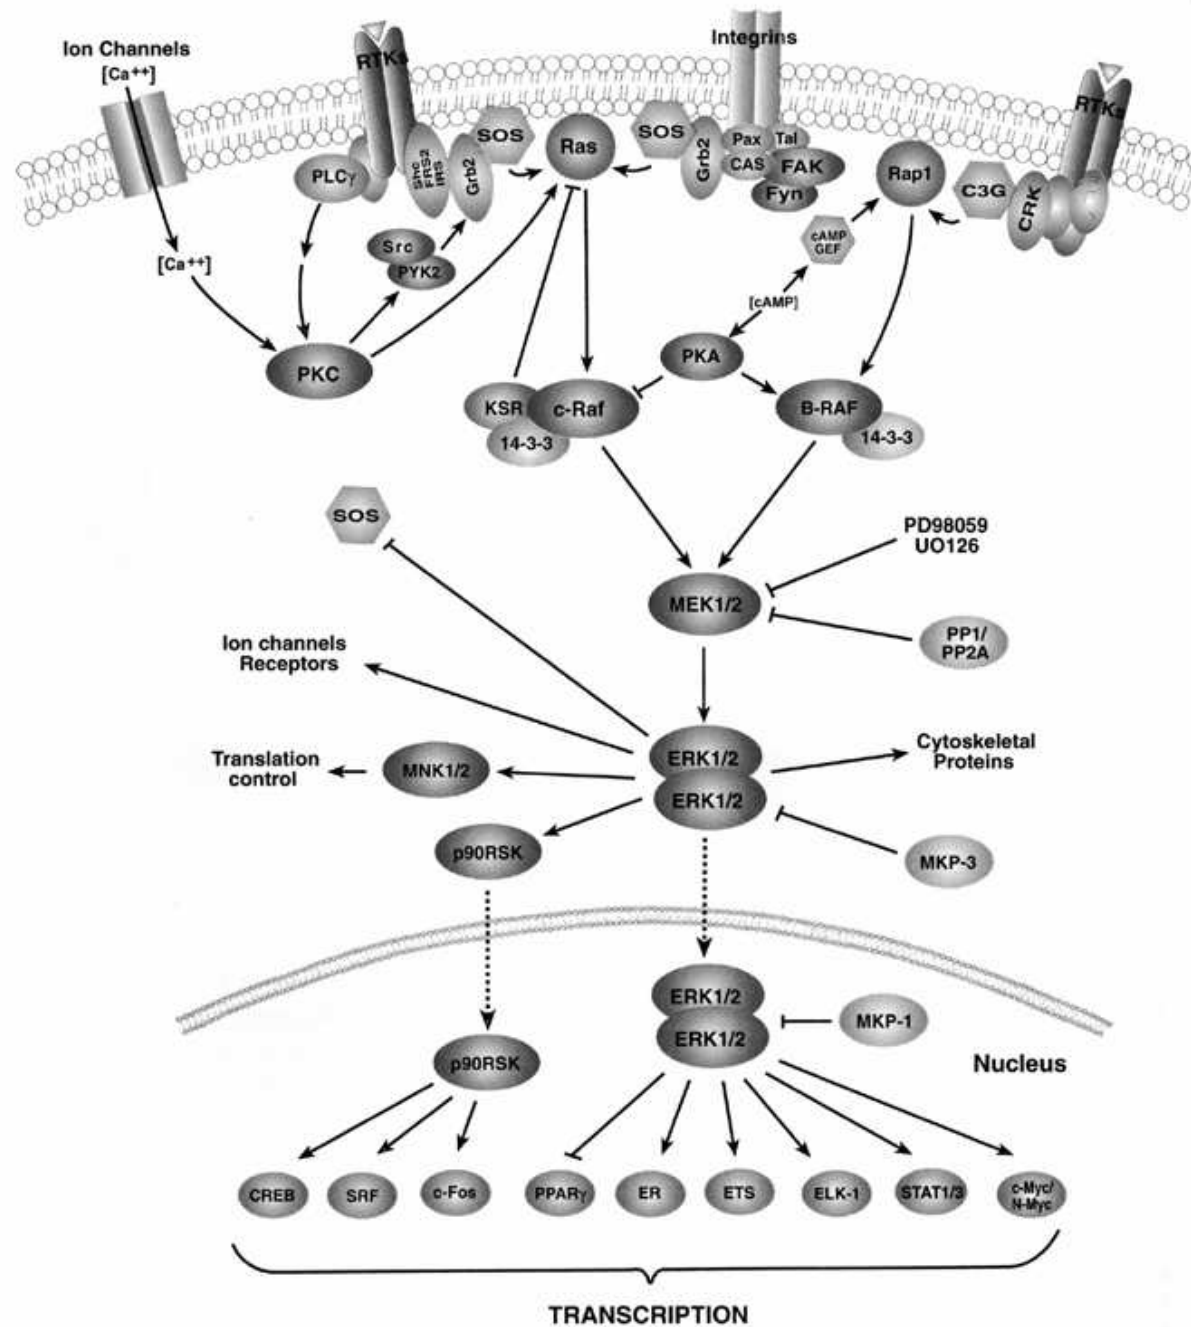 Ion Channels
[Ca++]
RTKs
Integrins
RTKs
SOS
Ras
SOS
Pax
Tal
PLCγ
Shc
FRS2
IRS
Grb2
Grb2
CAS
FAK
Fyn
Rap1
C3G
CRK
[Ca++]
Src
PYK2
cAMP
GEF
[cAMP]
PKC
PKA
KSR
c-Raf
B-RAF
14-3-3
14-3-3
SOS
PD98059
UO126
MEK1/2
PP1/
PP2A
Ion channels
Receptors
ERK1/2
Cytoskeletal
Proteins
Translation
control
MNK1/2
ERK1/2
p90RSK
MKP-3
ERK1/2
MKP-1
ERK1/2
p90RSK
Nucleus
CREB
SRF
c-Fos
PPARγ
ER
ETS
ELK-1
STAT1/3
c-Myc/
N-Myc
TRANSCRIPTION